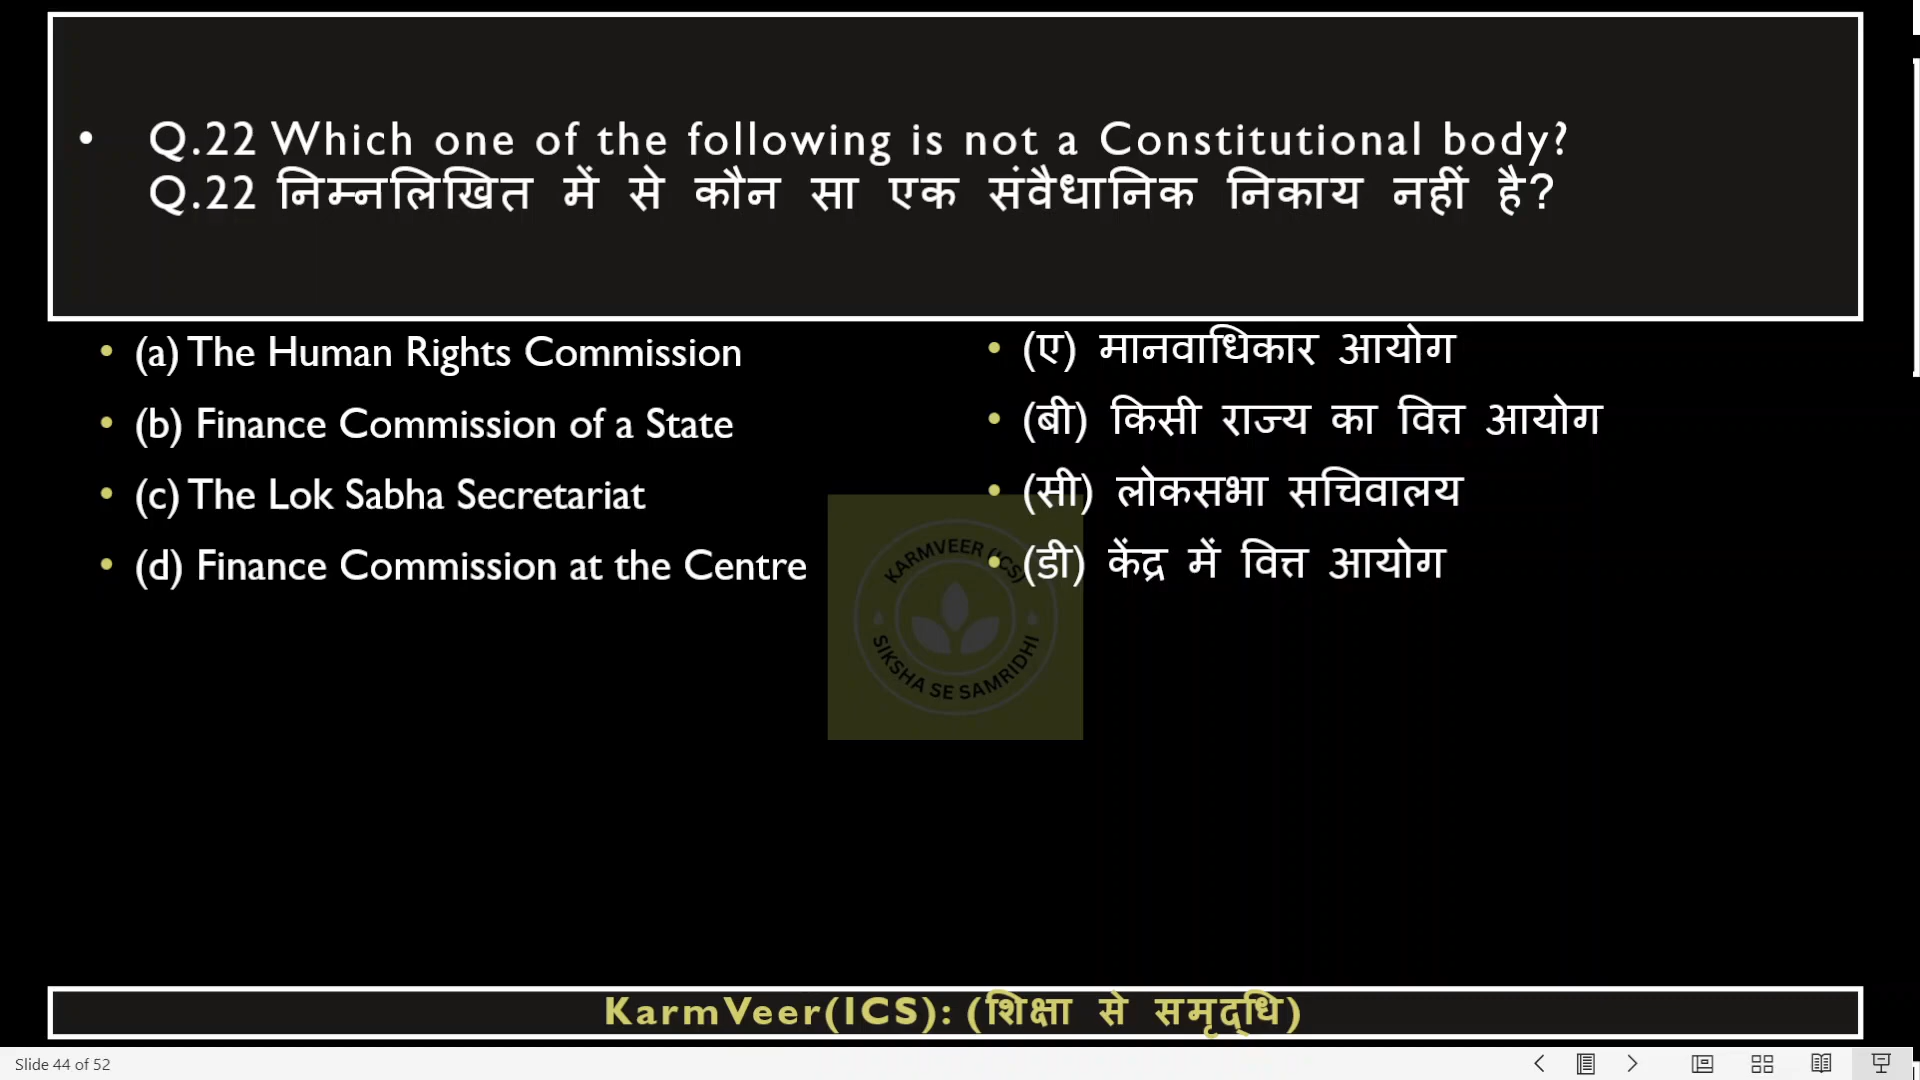 • Q.22 Which one of the following is not a Constitutional body?
Q.22 निम्नलिखित में से कौन सा एक संवैधानिक निकाय नहीं है?
• (a) The Human Rights Commission
• (b) Finance Commission of a State
• (c) The Lok Sabha Secretariat
• (d) Finance Commission at the Centre
• (ए) मानवाधिकार आयोग
• (बी) किसी राज्य का वित्त आयोग
• (सी) लोकसभा सचिवालय
• (डी) केंद्र में वित्त आयोग
KARMVEER (ICS)
SIKSHA SE SAMRIDHI
KarmVeer(ICS): (शिक्षा से समृद्धि)
Slide 44 of 52